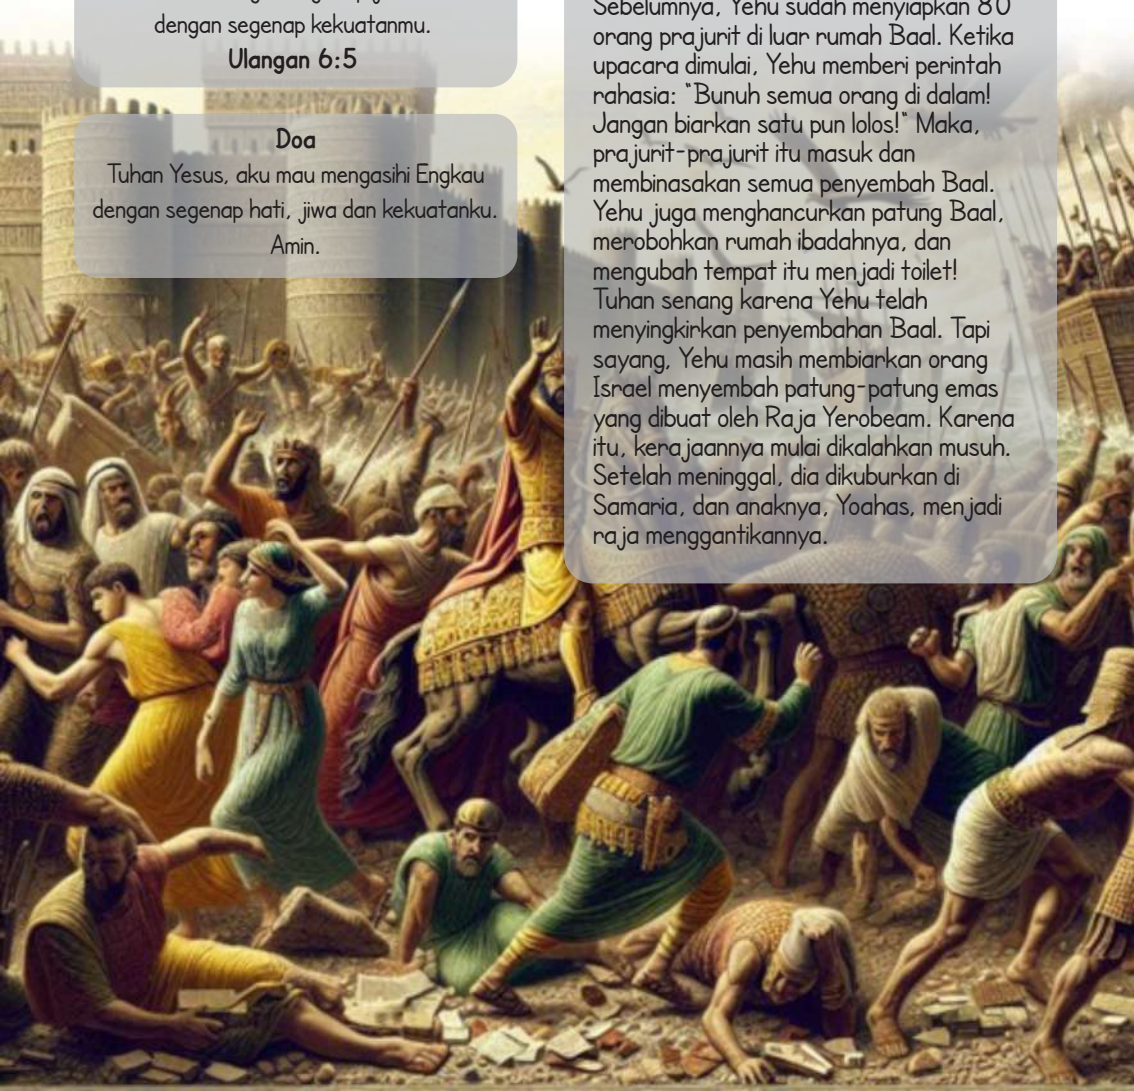 dengan segenap kekuatanmu.
Ulangan 6:5
Doa
Tuhan Yesus, aku mau mengasihi Engkau
dengan segenap hati, jiwa dan kekuatanku.
Amin.
Sebelumnya, Yehu sudah menyiapkan 80
orang prajurit di luar rumah Baal. Ketika
upacara dimulai, Yehu memberi perintah
rahasia: "Bunuh semua orang di dalam!
Jangan biarkan satu pun lolos!" Maka,
prajurit-prajurit itu masuk dan
membinasakan semua penyembah Baal.
Yehu juga menghancurkan patung Baal,
merobohkan rumah ibadahnya, dan
mengubah tempat itu menjadi toilet!
Tuhan senang karena Yehu telah
menyingkirkan penyembahan Baal. Tapi
sayang, Yehu masih membiarkan orang
Israel menyembah patung-patung emas
yang dibuat oleh Raja Yerobeam. Karena
itu, kerajaannya mulai dikalahkan musuh.
Setelah meninggal, dia dikuburkan di
Samaria, dan anaknya, Yoahas, menjadi
raja menggantikannya.